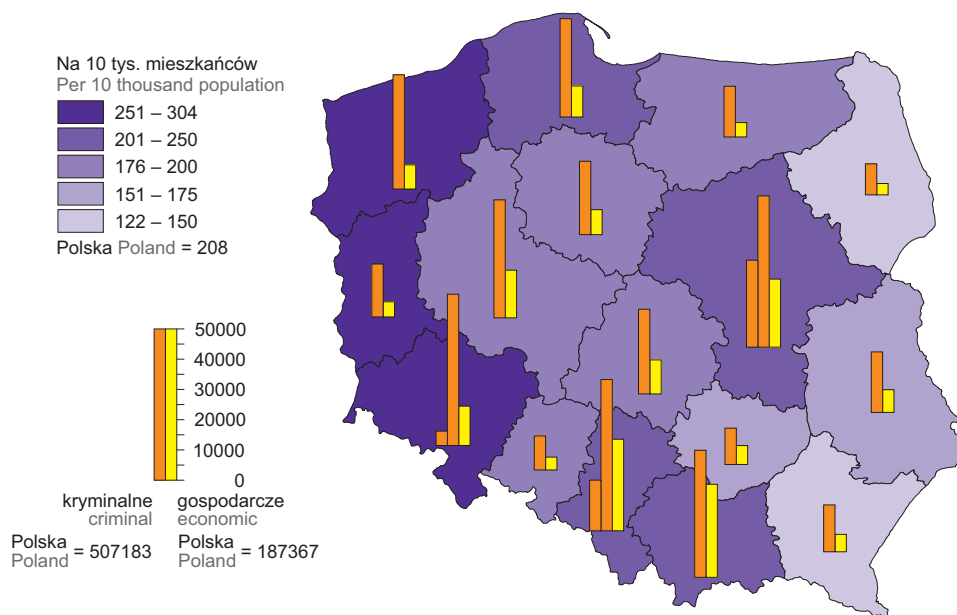 Na 10 tys. mieszkańców
Per 10 thousand population
251 – 304
201 – 250
176 – 200
151 – 175
122 – 150
Polska Poland = 208
50000
40000
30000
20000
10000
0
kryminalne gospodarcze
criminal economic
Polska Poland = 507183 Polska Poland = 187367